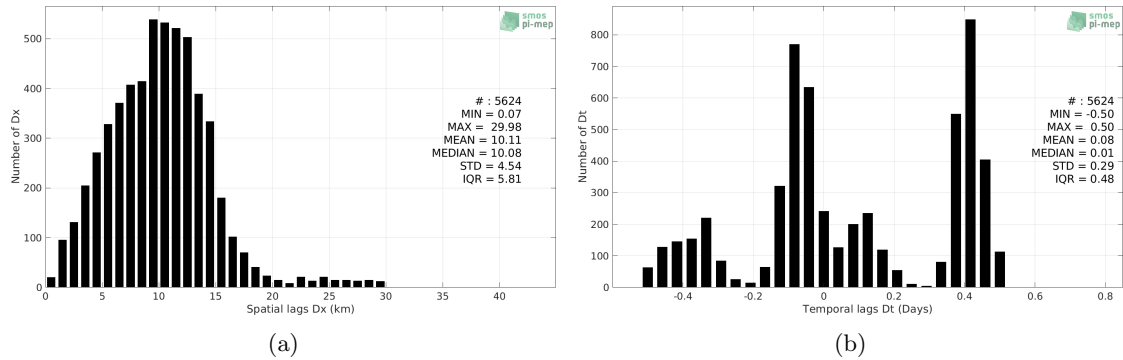 smos
pi-mep
500
400
300
200
100
0
Number of Dx
# : 5624
MIN = 0.07
MAX = 29.98
MEAN = 10.11
MEDIAN = 10.08
STD = 4.54
IQR = 5.81
0 5 10 15 20 25 30 35 40
Spatial lags Dx (km)
(a)
smos
pi-mep
800
700
600
500
400
300
200
100
0
Number of Dt
# : 5624
MIN = -0.50
MAX = 0.50
MEAN = 0.08
MEDIAN = 0.01
STD = 0.29
IQR = 0.48
-0.4 -0.2 0 0.2 0.4 0.6 0.8
Temporal lags Dt (Days)
(b)